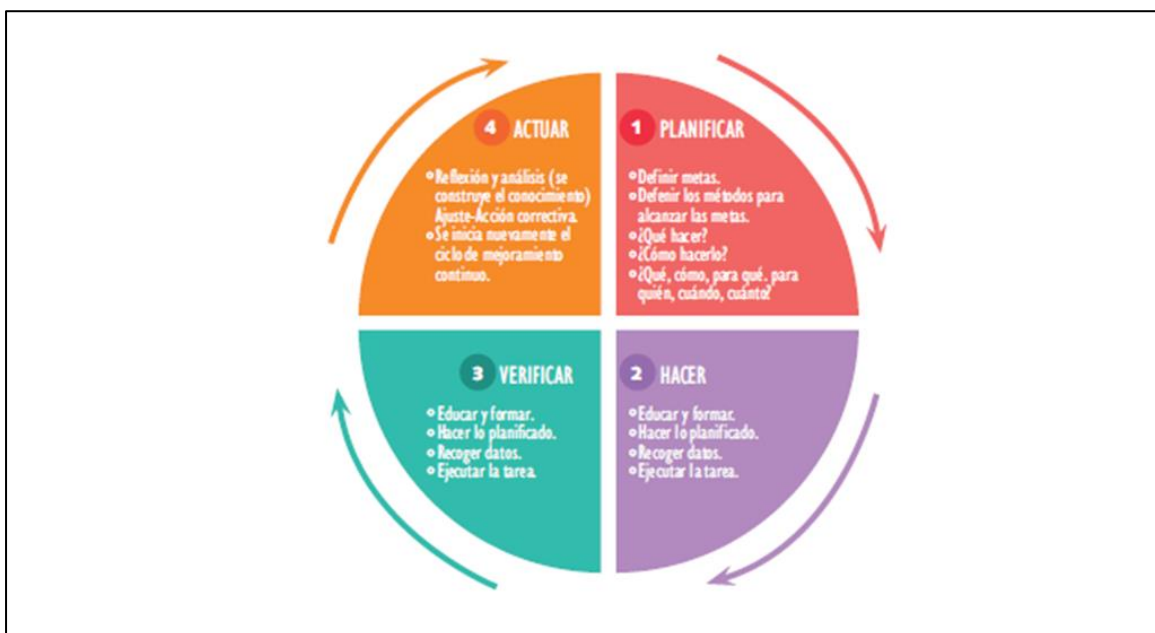 1 PLANIFICAR
Definir metas.
Defenir los métodos para
alcanzar las metas.
¿Qué hacer?
¿Cómo hacerlo?
¿Qué, cómo, para qué. para
quién, cuándo, cuánto?
2 HACER
Educar y formar.
Hacer lo planificado.
Recoger datos.
Ejecutar la tarea.
3 VERIFICAR
Educar y formar.
Hacer lo planificado.
Recoger datos.
Ejecutar la tarea.
4 ACTUAR
Reflexión y análisis (se
construye el conocimiento)
Ajuste-Acción correctiva.
Se inicia nuevamente el
ciclo de mejoramiento
continuo.